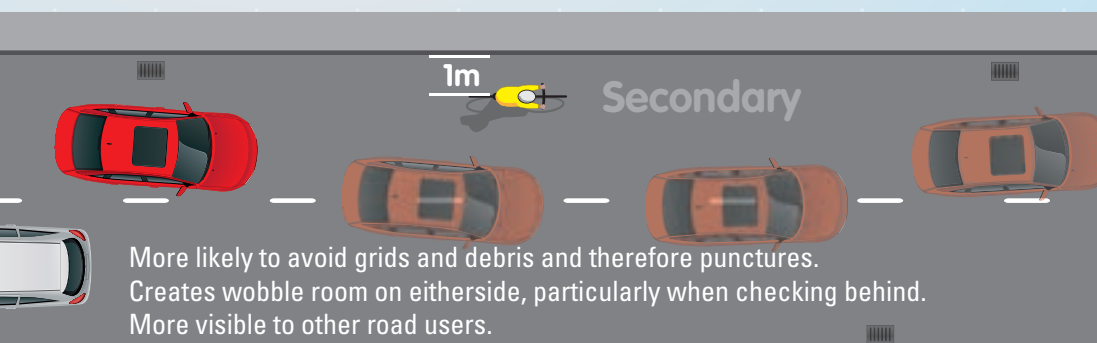 1m
Secondary
More likely to avoid grids and debris and therefore punctures.
Creates wobble room on eitherside, particularly when checking behind.
More visible to other road users.